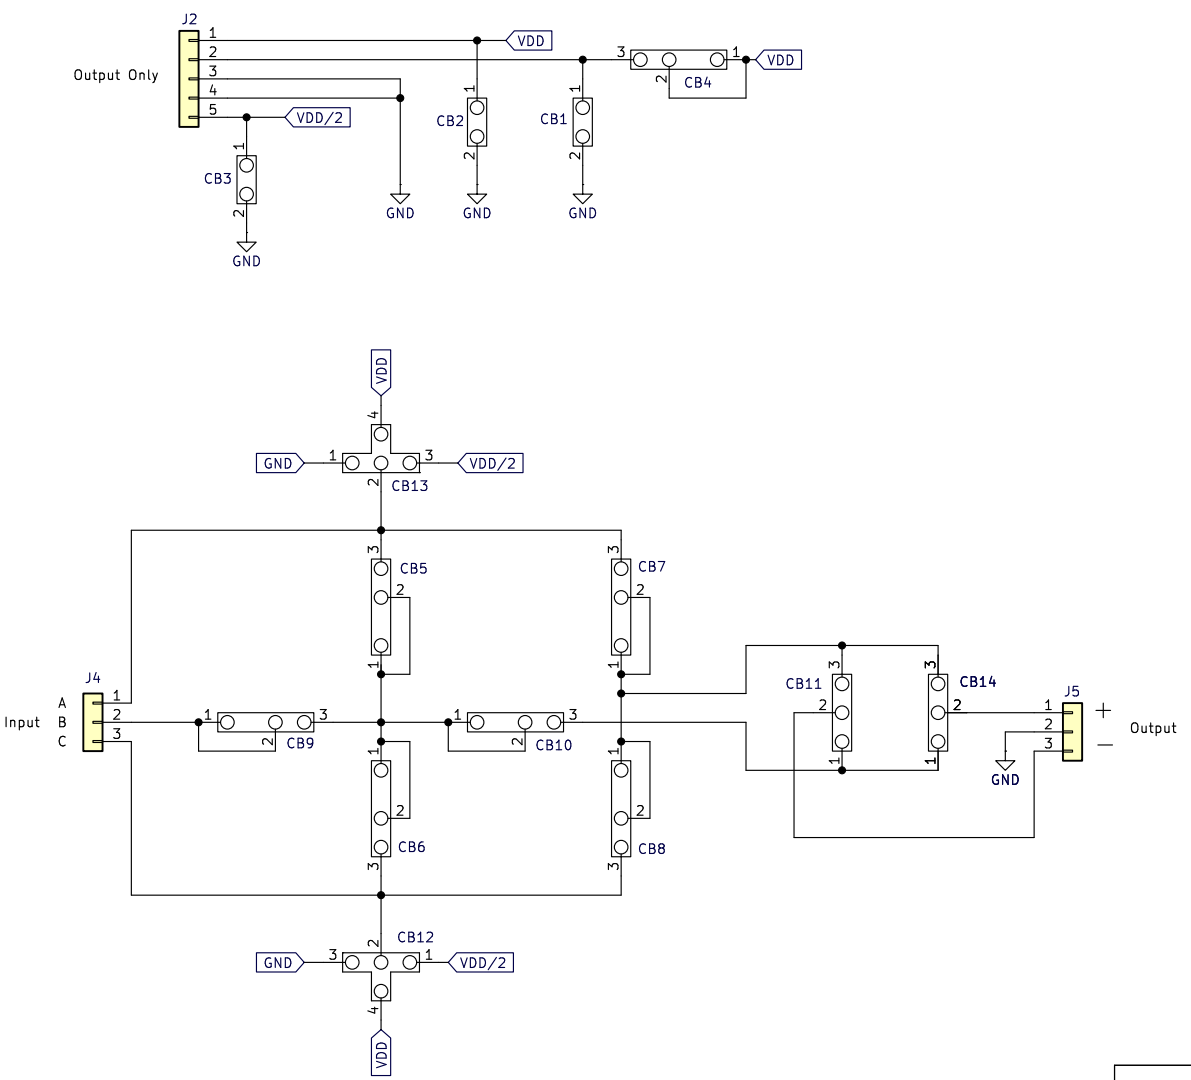 J2
1
VDD
2
3
1
VDD
Output Only
3
2
CB4
4
1
1
5
VDD/2
CB2
CB1
1
2
2
CB3
2
GND
GND
GND
GND
VDD
4
GND
1
3
VDD/2
2
CB13
3
3
CB5
CB7
2
2
1
1
3
3
J4
CB11
CB14
A
1
2
2
1
+
J5
Input
B
2
1
3
1
3
2
Output
C
3
2
CB9
2
CB10
3
—
1
1
1
1
GND
2
2
CB6
CB8
3
3
2
CB12
GND
3
1
VDD/2
4
VDD